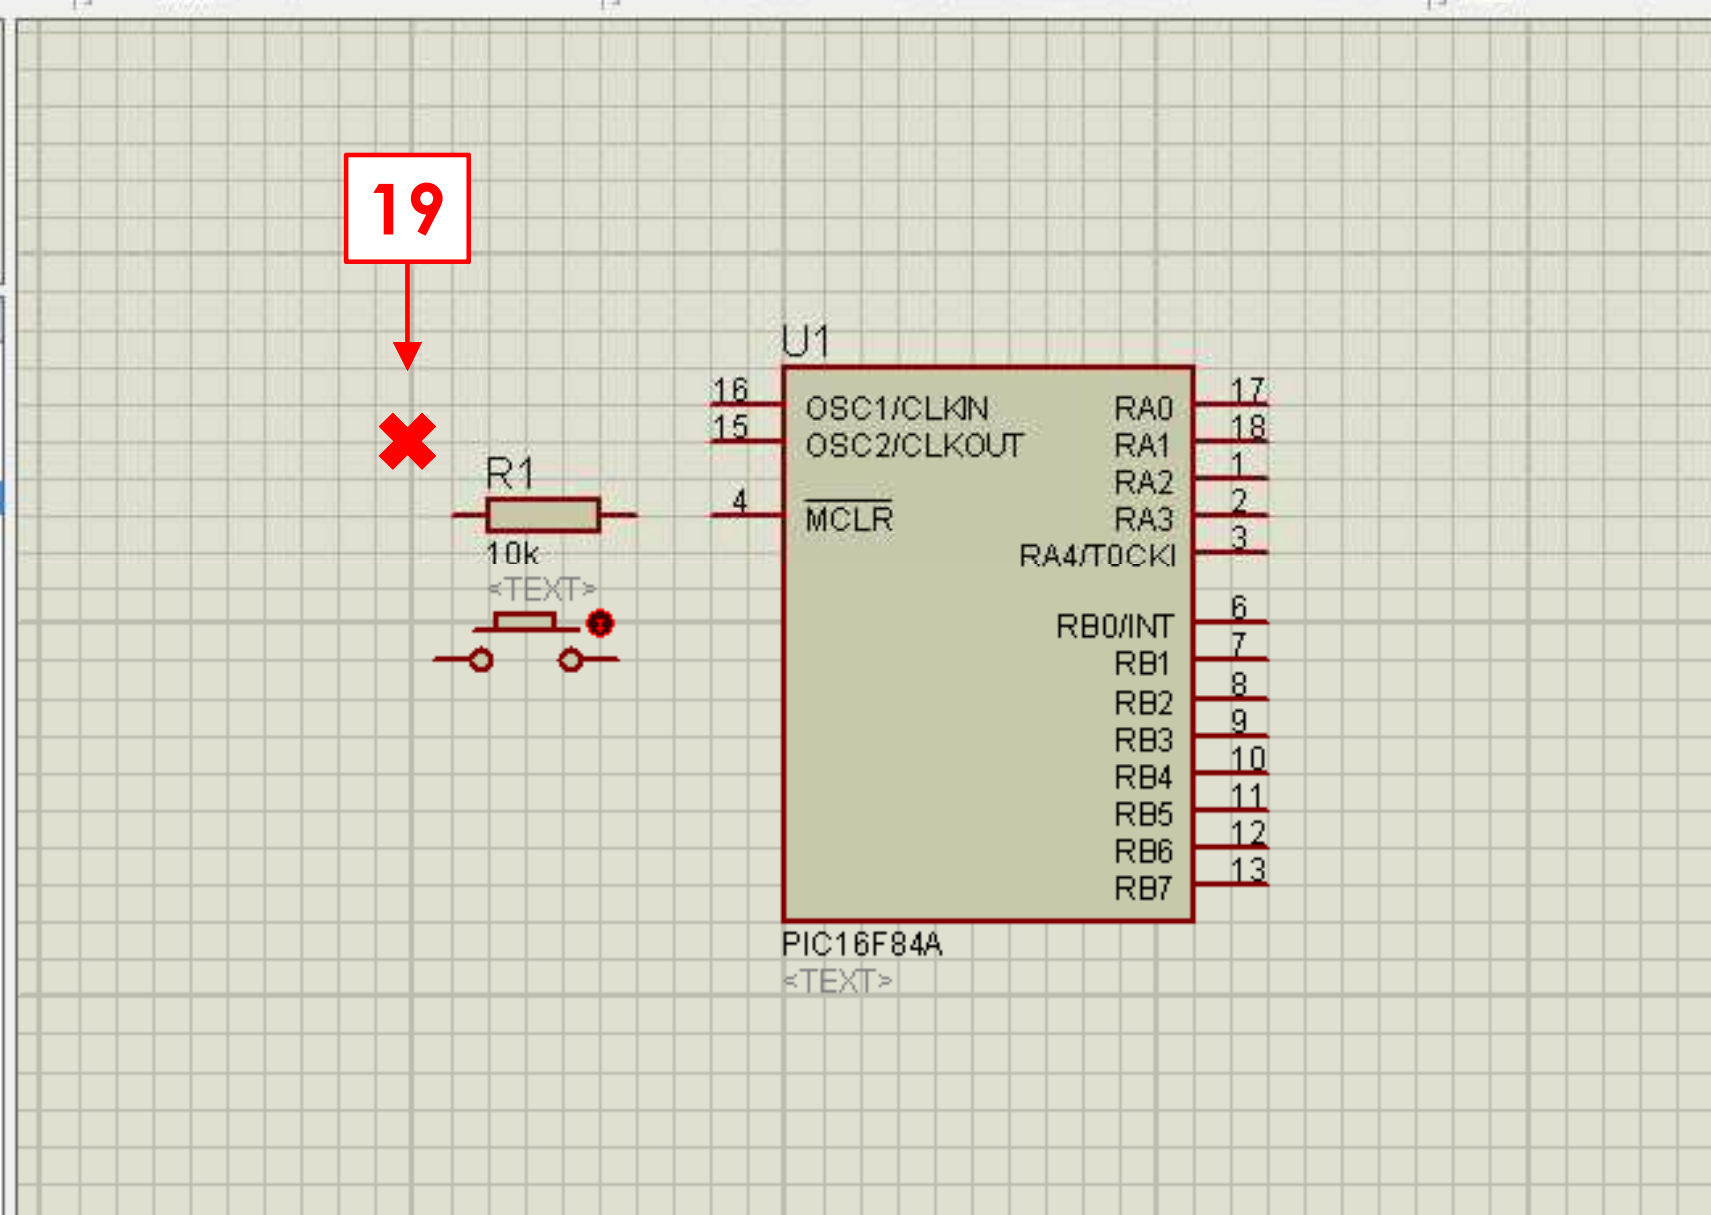 19
U1
16 OSC1/CLKIN RA0 17
15 OSC2/CLKOUT RA1 18
RA2 1
R1
4 MCLR RA3 2
10k
RA4/T0CKI 3
<TEXT>
RB0/INT 6
RB1 7
RB2 8
RB3 9
RB4 10
RB5 11
RB6 12
RB7 13
PIC16F84A
<TEXT>